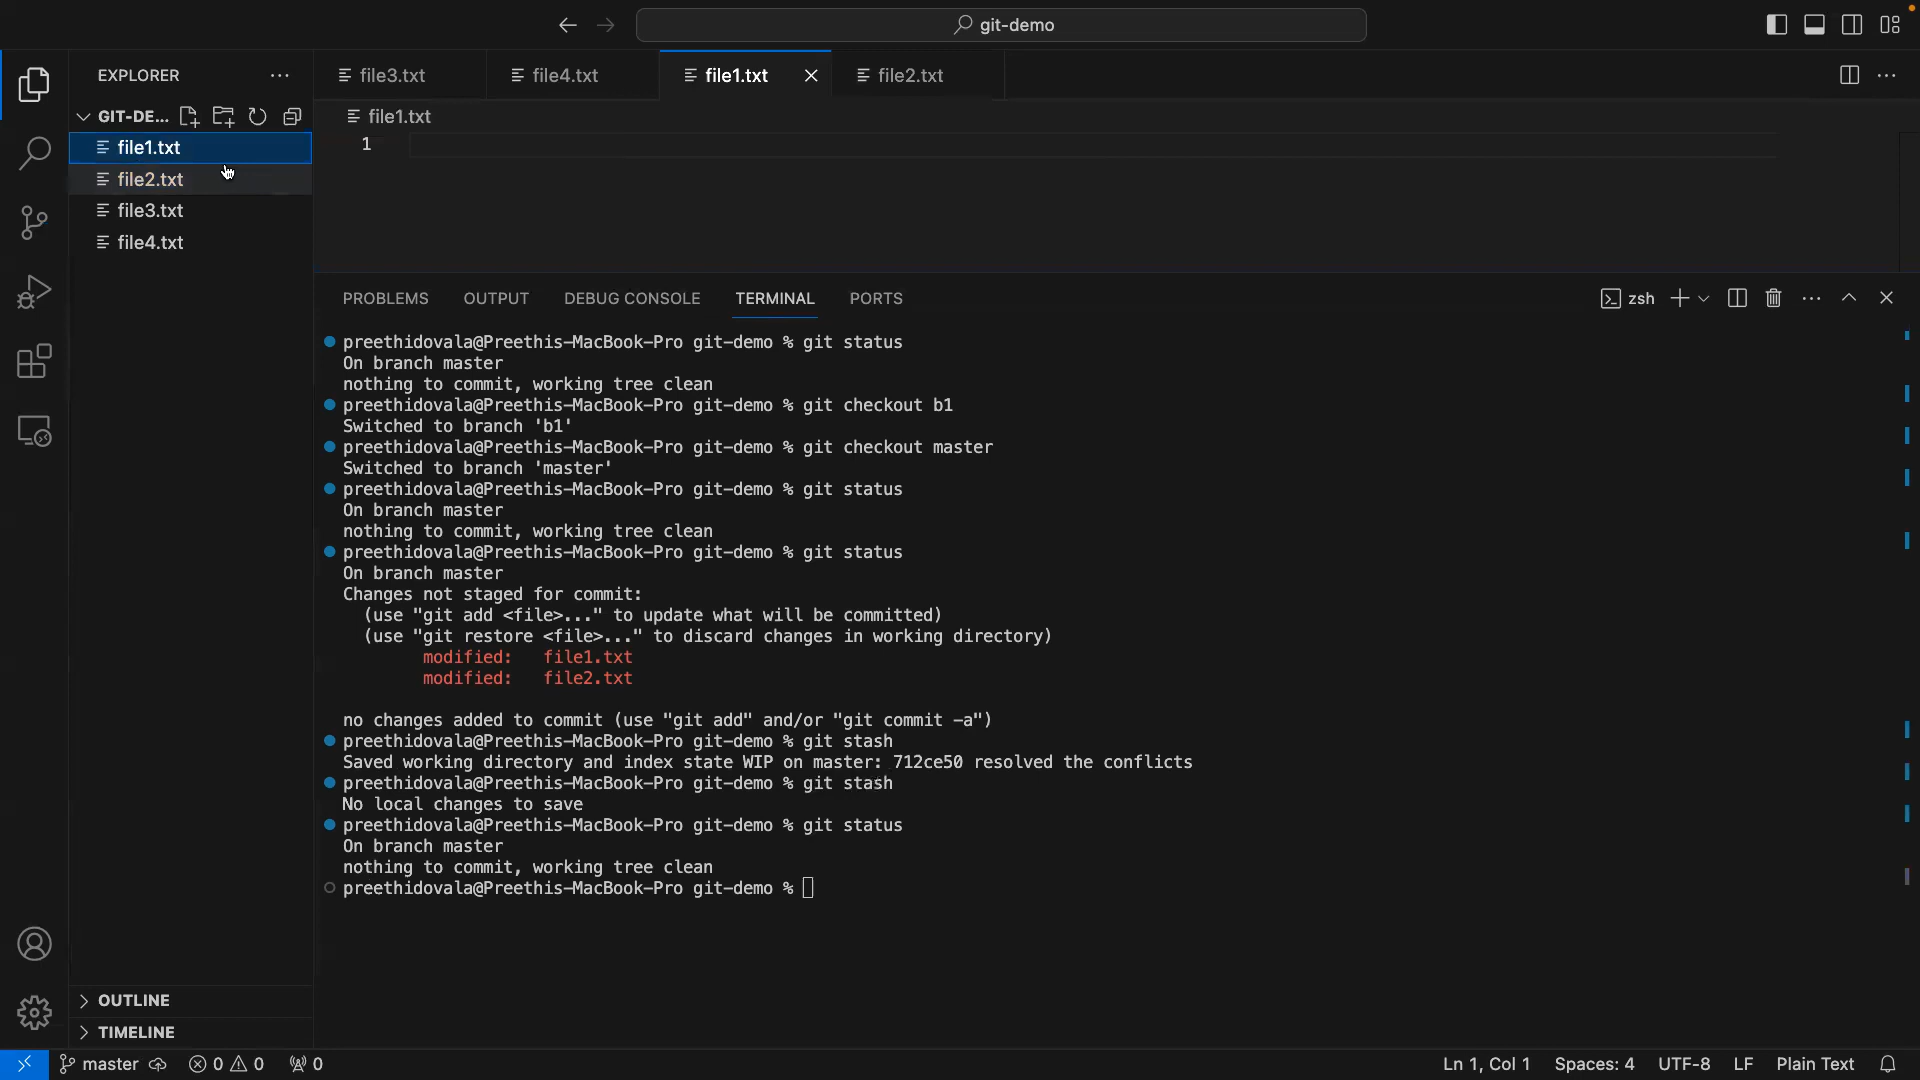 git-demo
EXPLORER
file3.txt
file4.txt
file1.txt
file2.txt
GIT-DE...
file1.txt
file1.txt
file2.txt
file3.txt
file4.txt
1
PROBLEMS
OUTPUT
DEBUG CONSOLE
TERMINAL
PORTS
zsh
preethidovala@Preethis-MacBook-Pro git-demo % git status
On branch master
nothing to commit, working tree clean
preethidovala@Preethis-MacBook-Pro git-demo % git checkout b1
Switched to branch 'b1'
preethidovala@Preethis-MacBook-Pro git-demo % git checkout master
Switched to branch 'master'
preethidovala@Preethis-MacBook-Pro git-demo % git status
On branch master
nothing to commit, working tree clean
preethidovala@Preethis-MacBook-Pro git-demo % git status
On branch master
Changes not staged for commit:
(use "git add <file>..." to update what will be committed)
(use "git restore <file>..." to discard changes in working directory)
modified:   file1.txt
modified:   file2.txt
no changes added to commit (use "git add" and/or "git commit -a")
preethidovala@Preethis-MacBook-Pro git-demo % git stash
Saved working directory and index state WIP on master: 712ce50 resolved the conflicts
preethidovala@Preethis-MacBook-Pro git-demo % git stash
No local changes to save
preethidovala@Preethis-MacBook-Pro git-demo % git status
On branch master
nothing to commit, working tree clean
preethidovala@Preethis-MacBook-Pro git-demo %
OUTLINE
TIMELINE
master
0
0
0
Ln 1, Col 1
Spaces: 4
UTF-8
LF
Plain Text